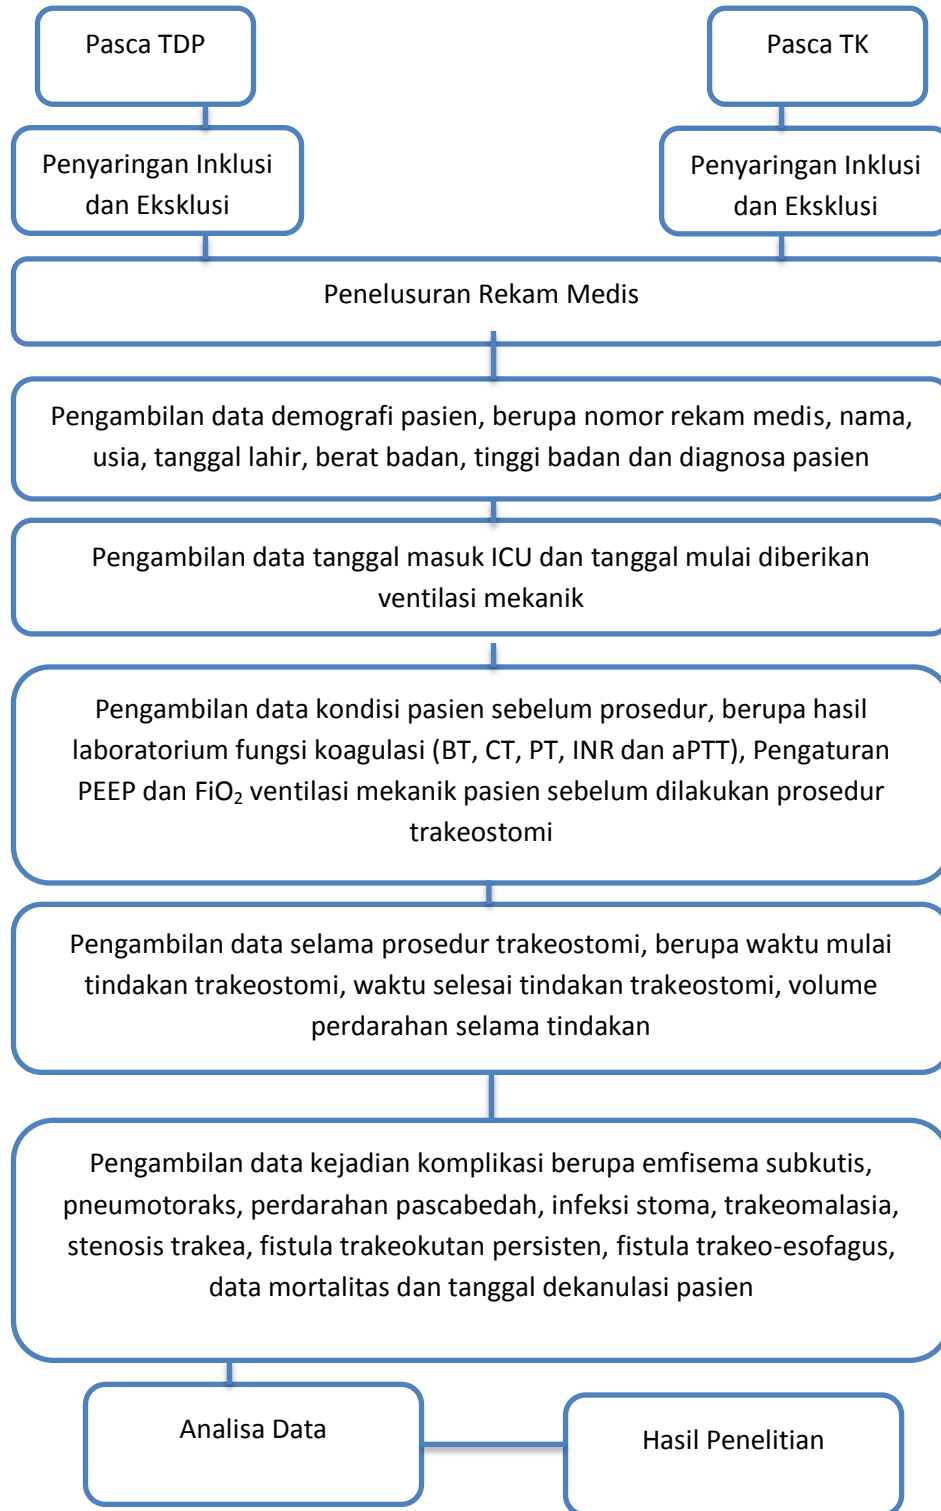 Pasca TDP
Pasca TK
Penyaringan Inklusi
dan Eksklusi
Penyaringan Inklusi
dan Eksklusi
Penelusuran Rekam Medis
Pengambilan data demografi pasien, berupa nomor rekam medis, nama,
usia, tanggal lahir, berat badan, tinggi badan dan diagnosa pasien
Pengambilan data tanggal masuk ICU dan tanggal mulai diberikan
ventilasi mekanik
Pengambilan data kondisi pasien sebelum prosedur, berupa hasil
laboratorium fungsi koagulasi (BT, CT, PT, INR dan aPTT), Pengaturan
PEEP dan FiO₂ ventilasi mekanik pasien sebelum dilakukan prosedur
trakeostomi
Pengambilan data selama prosedur trakeostomi, berupa waktu mulai
tindakan trakeostomi, waktu selesai tindakan trakeostomi, volume
perdarahan selama tindakan
Pengambilan data kejadian komplikasi berupa emfisema subkutis,
pneumotoraks, perdarahan pascabedah, infeksi stoma, trakeomalasia,
stenosis trakea, fistula trakeokutan persisten, fistula trakeo-esofagus,
data mortalitas dan tanggal dekanulasi pasien
Analisa Data
Hasil Penelitian